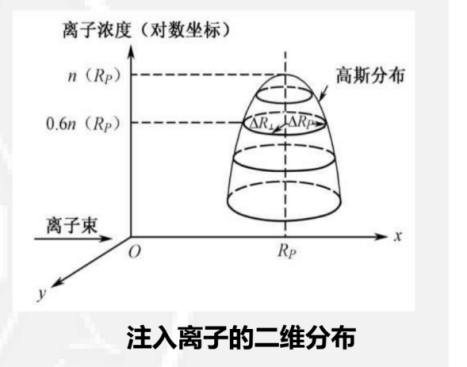 离子浓度（对数坐标）
n（R_P）
高斯分布
0.6n（R_P）
ΔR⊥ ΔR_P
离子束
O R_P x
y
注入离子的二维分布